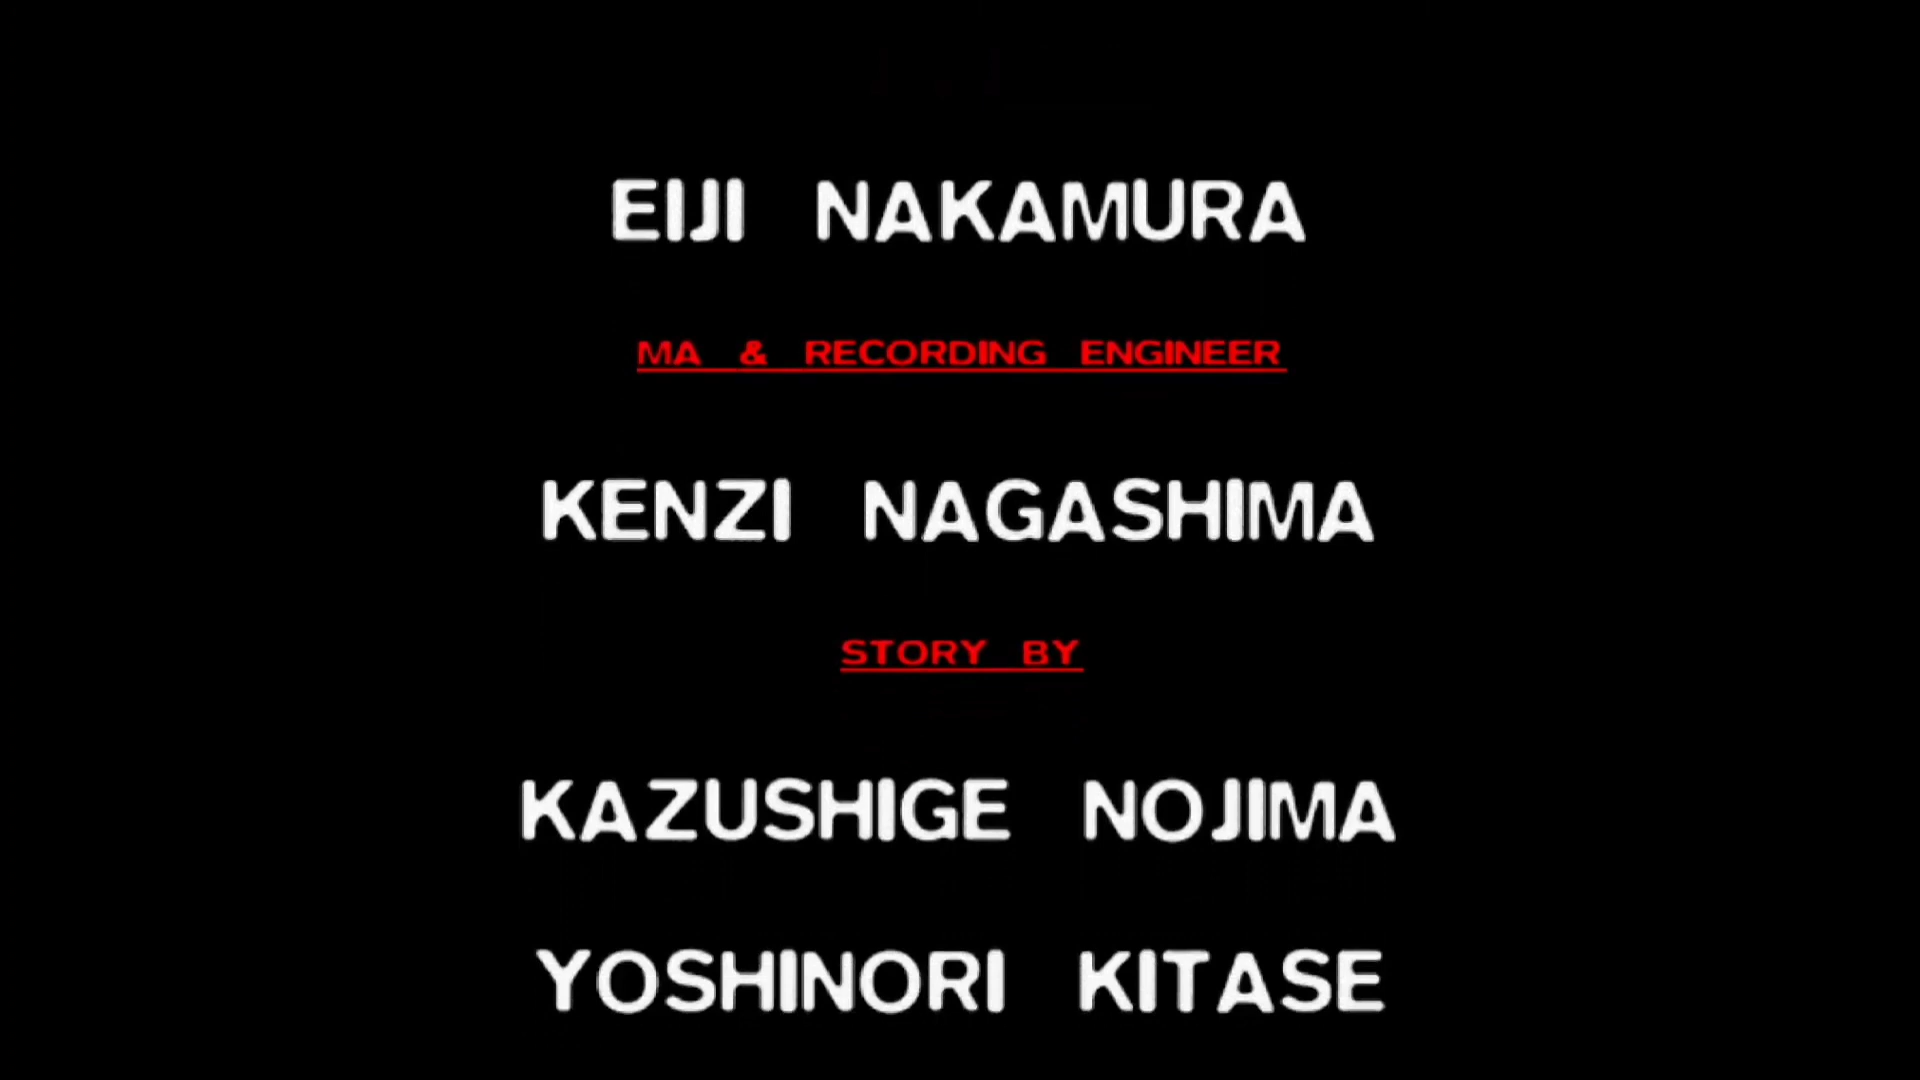 EIJI NAKAMURA
MA & RECORDING ENGINEER
KENZI NAGASHIMA
STORY BY
KAZUSHIGE NOJIMA
YOSHINORI KITASE